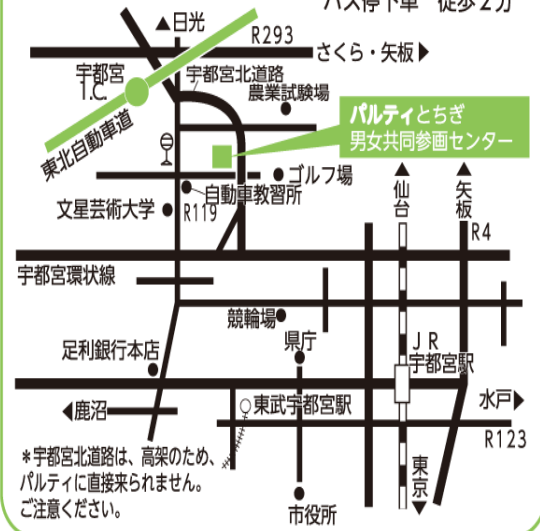 バス停下車 徒歩2分
▲日光
R293
さくら・矢板▶
宇都宮
I.C.
宇都宮北道路
農業試験場
東北自動車道
パルティとちぎ
男女共同参画センター
ゴルフ場
自動車教習所
文星芸術大学
R119
▲仙台
▲矢板
R4
宇都宮環状線
競輪場
県庁
足利銀行本店
JR
宇都宮駅
◀鹿沼
東武宇都宮駅
水戸▶
R123
*宇都宮北道路は、高架のため、
パルティに直接来られません。
ご注意ください。
市役所
東京▼